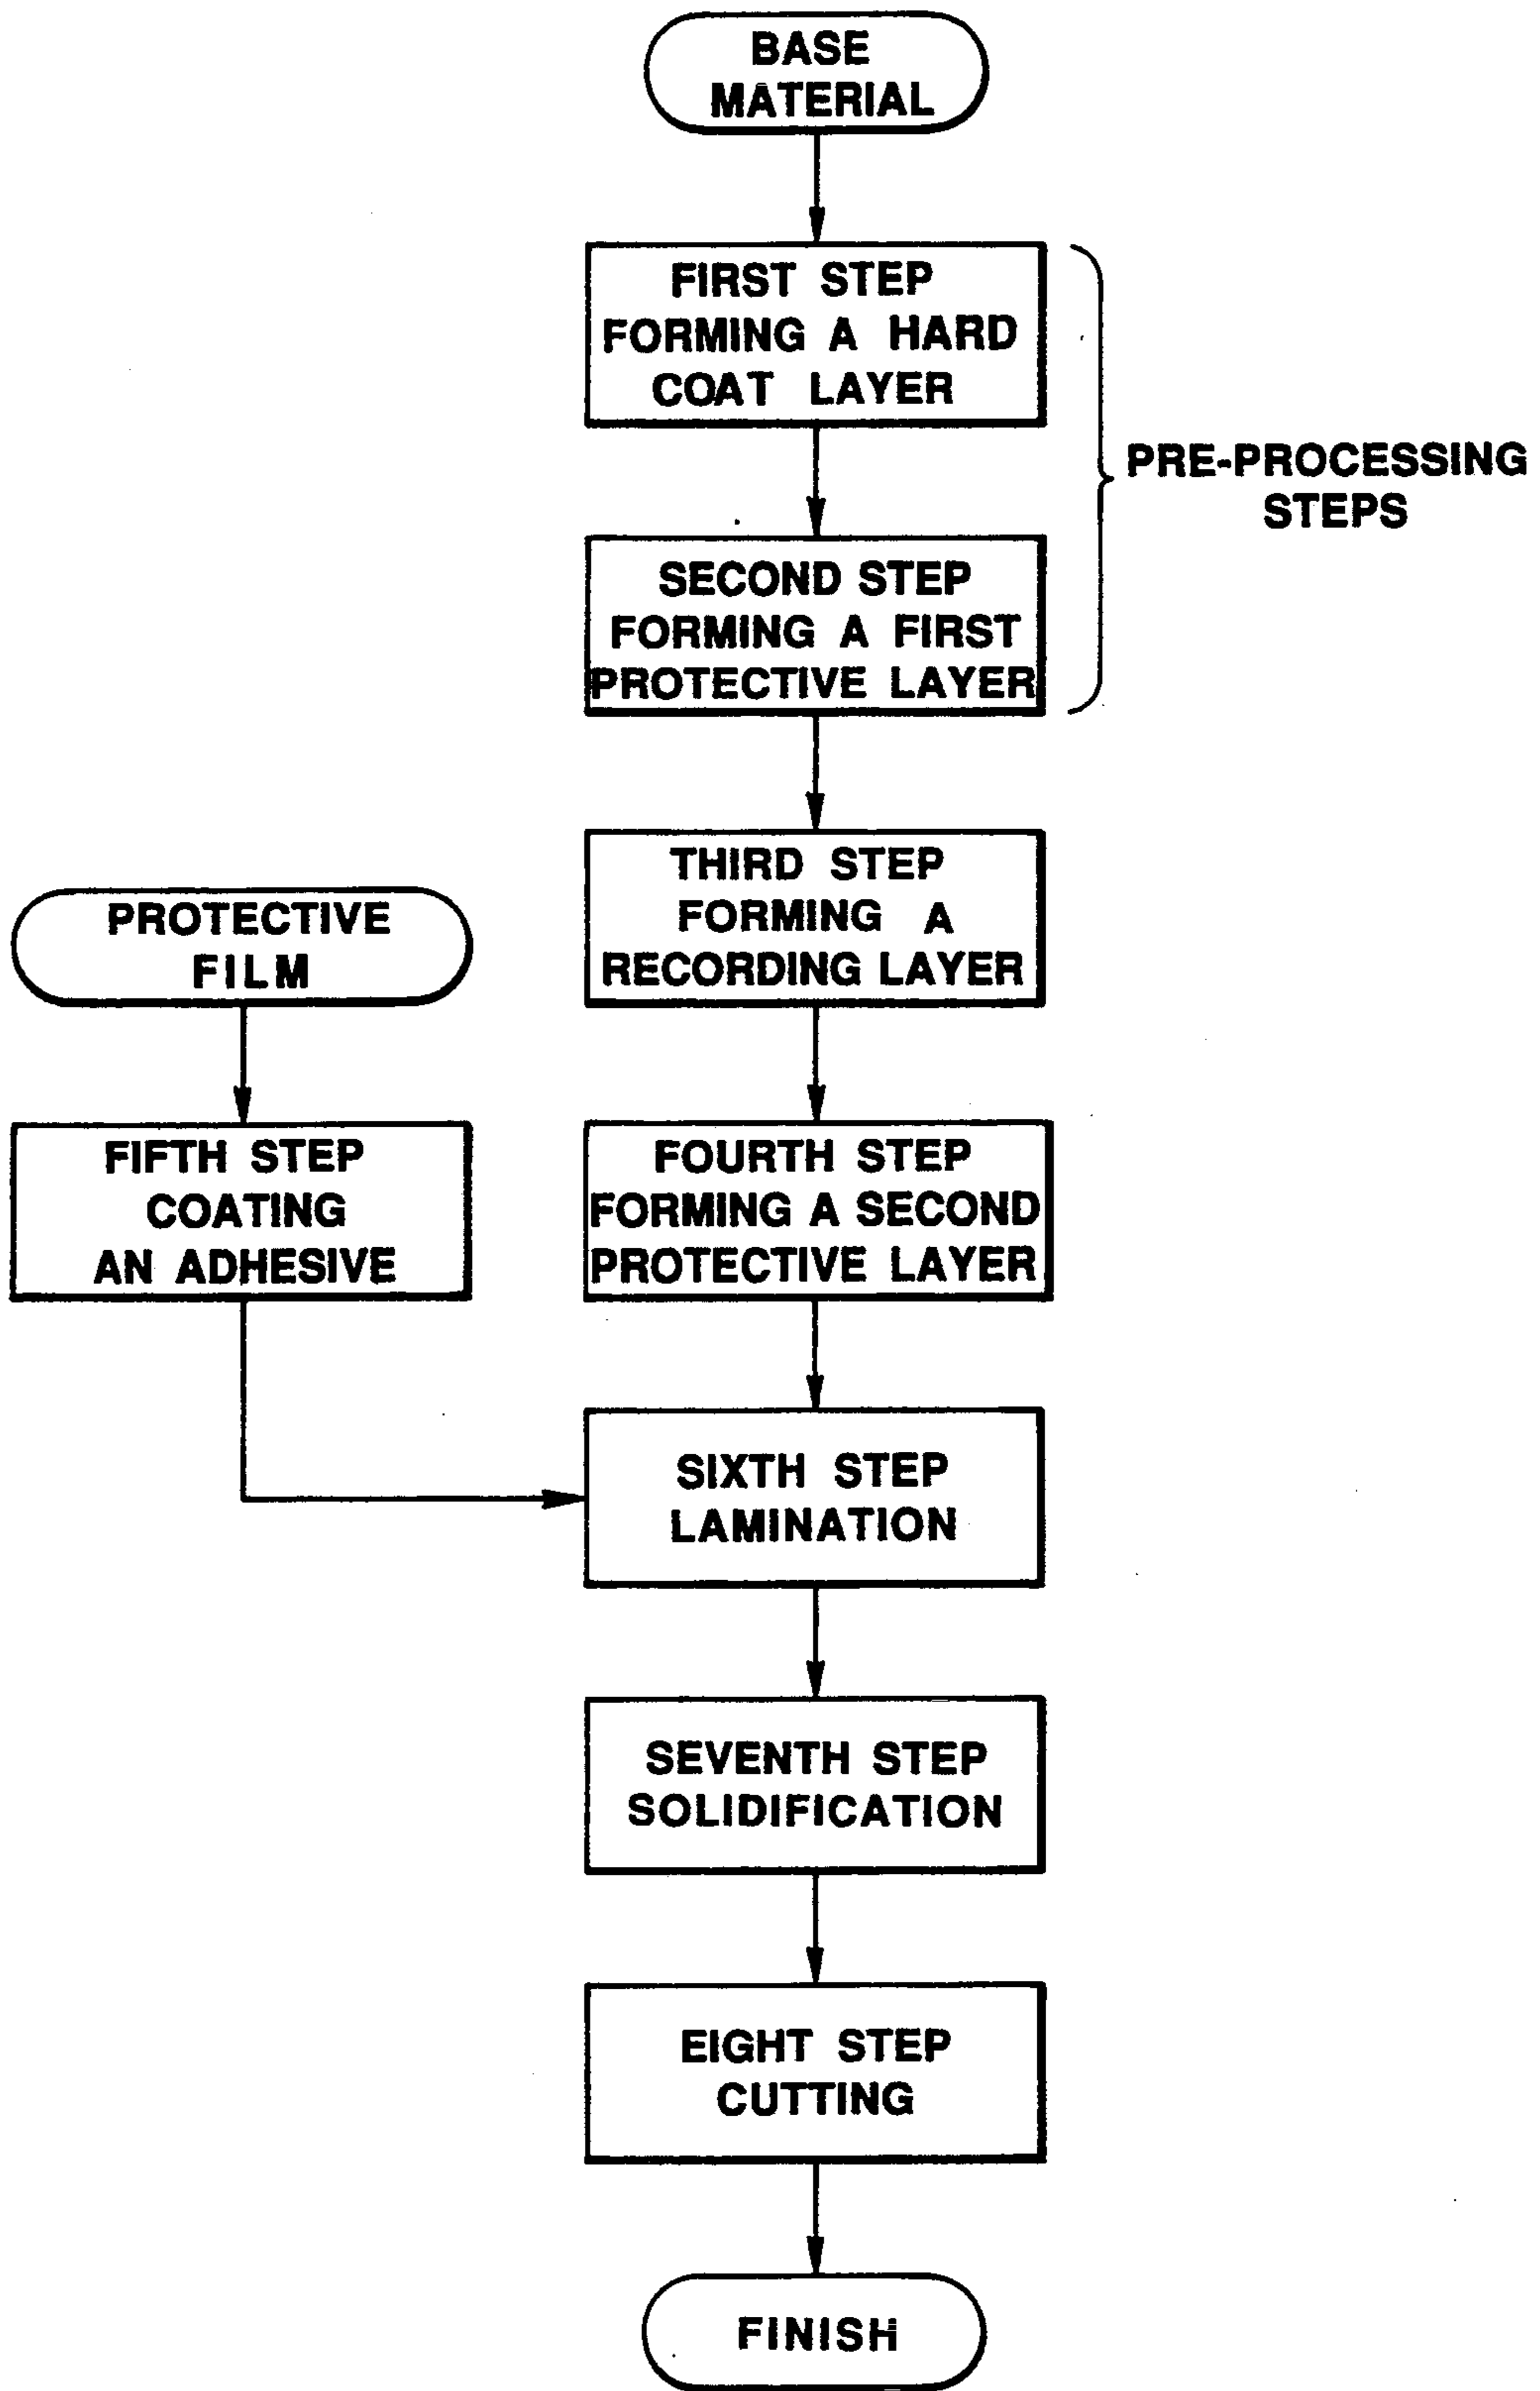 BASE
MATERIAL
FIRST STEP
FORMING A HARD
COAT LAYER
PRE-PROCESSING
STEPS
SECOND STEP
FORMING A FIRST
PROTECTIVE LAYER
THIRD STEP
FORMING A
RECORDING LAYER
PROTECTIVE
FILM
FIFTH STEP
COATING
AN ADHESIVE
FOURTH STEP
FORMING A SECOND
PROTECTIVE LAYER
SIXTH STEP
LAMINATION
SEVENTH STEP
SOLIDIFICATION
EIGHT STEP
CUTTING
FINISH